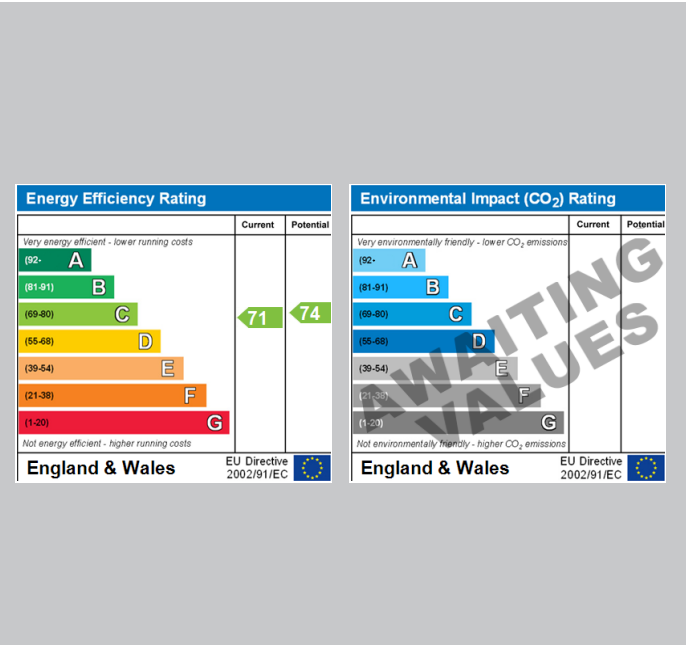 Energy Efficiency Rating
Current Potential
Very energy efficient - lower running costs
(92- A
(81-91) B
(69-80) C
71
74
(55-68) D
(39-54) E
(21-38) F
(1-20) G
Not energy efficient - higher running costs
England & Wales
EU Directive
2002/91/EC
Environmental Impact (CO2) Rating
Current Potential
Very environmentally friendly - lower CO2 emissions
(92- A
(81-91) B
(69-80) C
(55-68) D
(39-54) E
(21-38) F
(1-20) G
AWAITING
VALUES
Not environmentally friendly - higher CO2 emissions
England & Wales
EU Directive
2002/91/EC